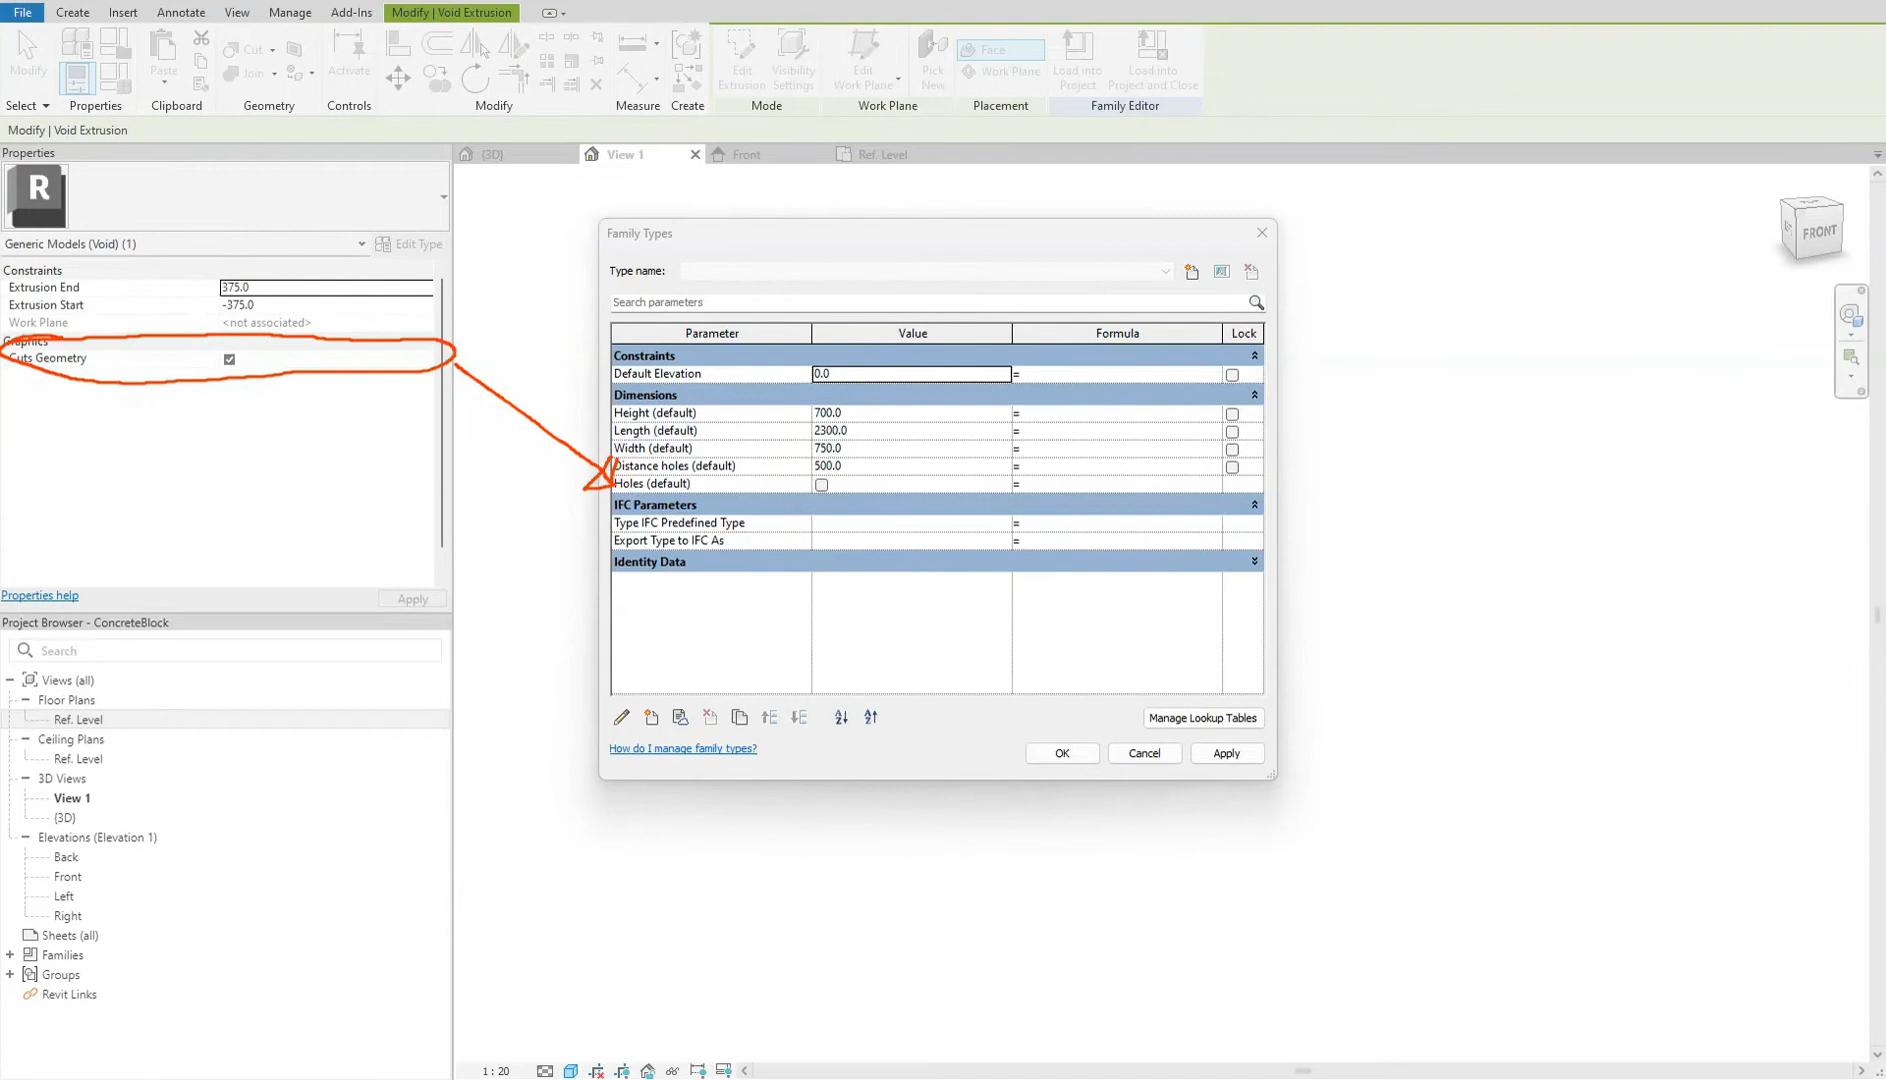 File Create Insert Annotate View Manage Add-Ins Modify | Void Extrusion
Modify
Paste
Cut
Join
Activate
Edit Extrusion
Visibility Settings
Edit Work Plane
Pick New
Face
Work Plane
Load into Project
Load into Project and Close
Select Properties Clipboard Geometry Controls Modify Measure Create Mode Work Plane Placement Family Editor
Modify | Void Extrusion
Properties
R
Generic Models (Void) (1) Edit Type
Constraints
Extrusion End 375.0
Extrusion Start -375.0
Work Plane <not associated>
Graphics
Cuts Geometry
Properties help Apply
Project Browser - ConcreteBlock
Search
Views (all)
Floor Plans
Ref. Level
Ceiling Plans
Ref. Level
3D Views
View 1
{3D}
Elevations (Elevation 1)
Back
Front
Left
Right
Sheets (all)
Families
Groups
Revit Links
{3D} View 1 Front Ref. Level
FRONT
Family Types
Type name:
Search parameters
Parameter Value Formula Lock
Constraints
Default Elevation 0.0 =
Dimensions
Height (default) 700.0 =
Length (default) 2300.0 =
Width (default) 750.0 =
Distance holes (default) 500.0 =
Holes (default) =
IFC Parameters
Type IFC Predefined Type =
Export Type to IFC As =
Identity Data
Manage Lookup Tables
How do I manage family types?
OK Cancel Apply
1 : 20